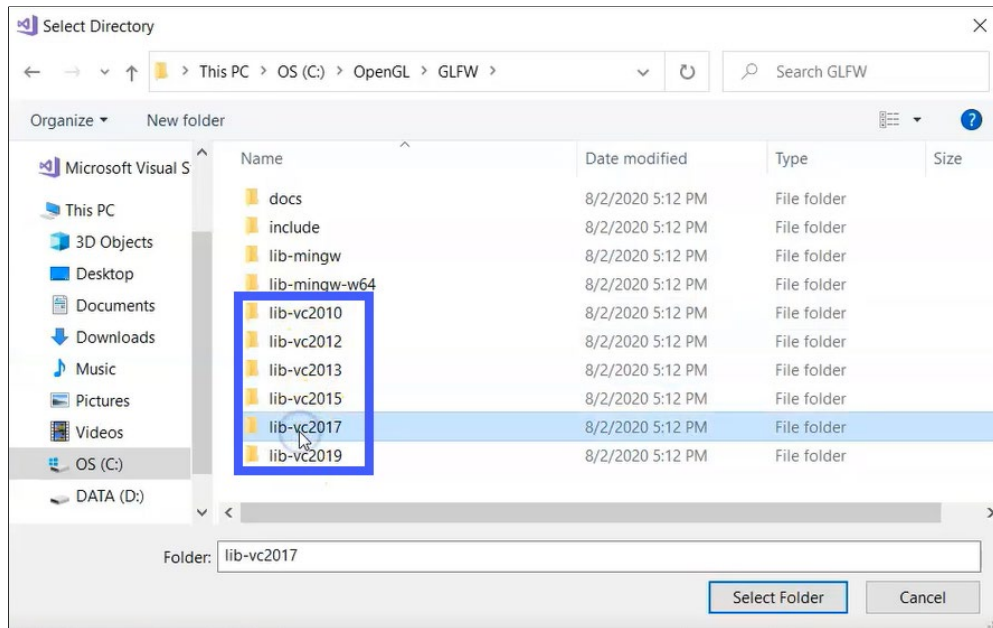 Select Directory
This PC > OS (C:) > OpenGL > GLFW >
Search GLFW
Organize
New folder
Name Date modified Type Size
Microsoft Visual S
This PC
3D Objects
Desktop
Documents
Downloads
Music
Pictures
Videos
OS (C:)
DATA (D:)
docs 8/2/2020 5:12 PM File folder
include 8/2/2020 5:12 PM File folder
lib-mingw 8/2/2020 5:12 PM File folder
lib-mingw-w64 8/2/2020 5:12 PM File folder
lib-vc2010 8/2/2020 5:12 PM File folder
lib-vc2012 8/2/2020 5:12 PM File folder
lib-vc2013 8/2/2020 5:12 PM File folder
lib-vc2015 8/2/2020 5:12 PM File folder
lib-vc2017 8/2/2020 5:12 PM File folder
lib-vc2019 8/2/2020 5:12 PM File folder
Folder: lib-vc2017
Select Folder
Cancel